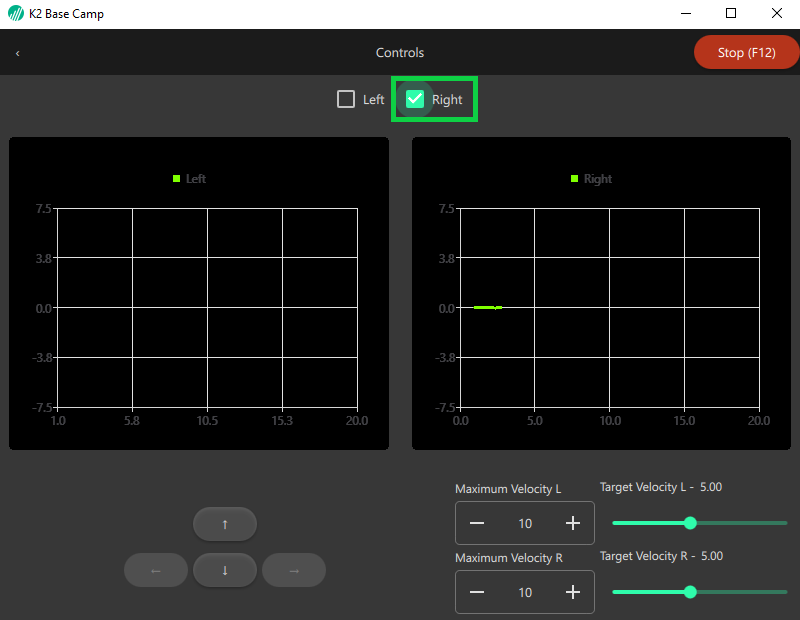 K2 Base Camp
Controls
Stop (F12)
Left
Right
Left
7.5
3.8
0.0
-3.8
-7.5
1.0 5.8 10.5 15.3 20.0
Right
7.5
3.8
0.0
-3.8
-7.5
0.0 5.0 10.0 15.0 20.0
Maximum Velocity L
Target Velocity L - 5.00
10
Maximum Velocity R
Target Velocity R - 5.00
10